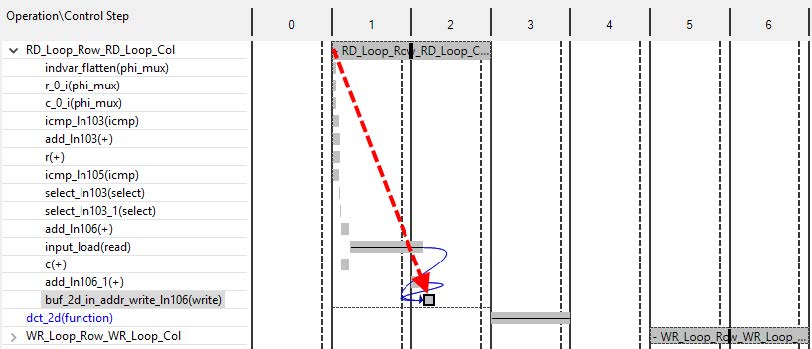 Operation\Control Step 0 1 2 3 4 5 6
RD_Loop_Row_RD_Loop_Col - RD_Loop_Row_RD_Loop_C...
indvar_flatten(phi_mux)
r_0_i(phi_mux)
c_0_i(phi_mux)
icmp_ln103(icmp)
add_ln103(+)
r(+)
icmp_ln105(icmp)
select_ln103(select)
select_ln103_1(select)
add_ln106(+)
input_load(read)
c(+)
add_ln106_1(+)
buf_2d_in_addr_write_ln106(write)
dct_2d(function)
WR_Loop_Row_WR_Loop_Col - WR_Loop_Row_WR_Loop_...